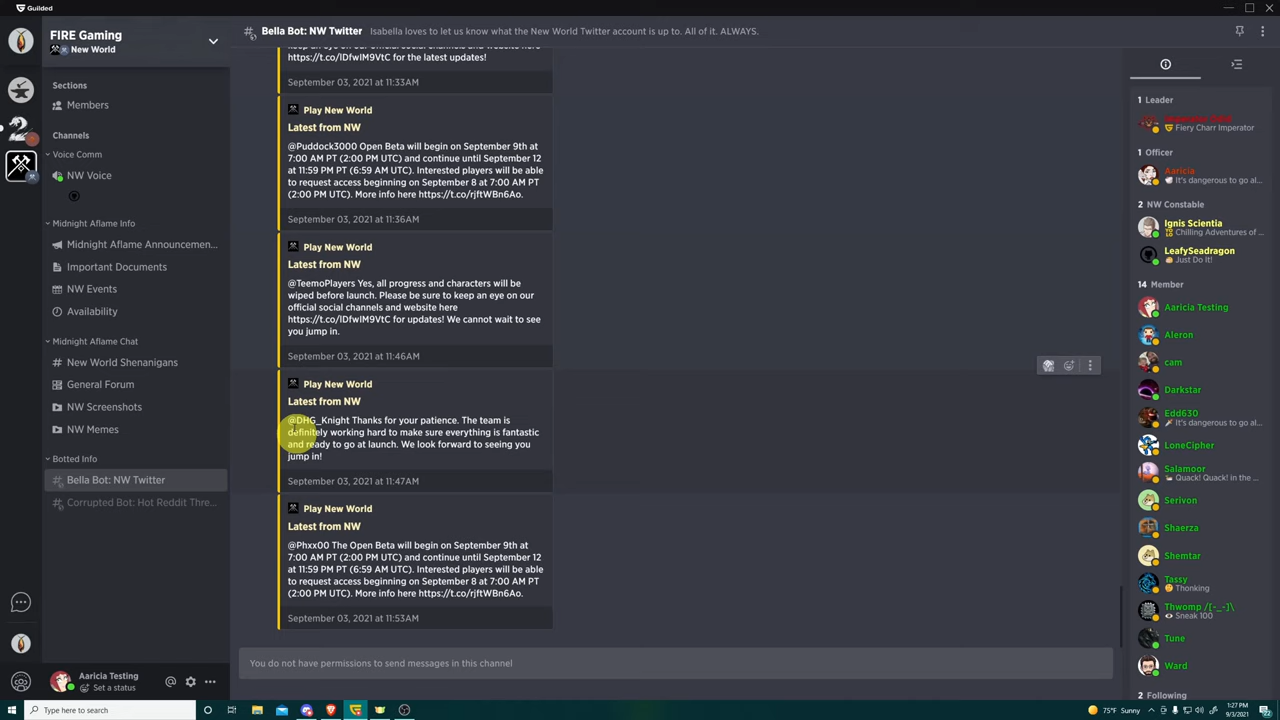 Guilded
FIRE Gaming
New World
Sections
Members
Channels
Voice Comm
NW Voice
Midnight Aflame Info
Midnight Aflame Announcemen...
Important Documents
NW Events
Availability
Midnight Aflame Chat
New World Shenanigans
General Forum
NW Screenshots
NW Memes
Botted Info
Bella Bot: NW Twitter
Corrupted Bot: Hot Reddit Thre...
Aaricia Testing
Set a status
Bella Bot: NW Twitter Isabella loves to let us know what the New World Twitter account is up to. All of it. ALWAYS.
https://t.co/IDfwIM9VtC for the latest updates!
September 03, 2021 at 11:33AM
Play New World
Latest from NW
@Puddock3000 Open Beta will begin on September 9th at
7:00 AM PT (2:00 PM UTC) and continue until September 12
at 11:59 PM PT (6:59 AM UTC). Interested players will be able
to request access beginning on September 8 at 7:00 AM PT
(2:00 PM UTC). More info here https://t.co/rjftWBn6Ao.
September 03, 2021 at 11:36AM
Play New World
Latest from NW
@TeemoPlayers Yes, all progress and characters will be
wiped before launch. Please be sure to keep an eye on our
official social channels and website here
https://t.co/IDfwIM9VtC for updates! We cannot wait to see
you jump in.
September 03, 2021 at 11:46AM
Play New World
Latest from NW
@DHG_Knight Thanks for your patience. The team is
definitely working hard to make sure everything is fantastic
and ready to go at launch. We look forward to seeing you
jump in!
September 03, 2021 at 11:47AM
Play New World
Latest from NW
@Phxx00 The Open Beta will begin on September 9th at
7:00 AM PT (2:00 PM UTC) and continue until September 12
at 11:59 PM PT (6:59 AM UTC). Interested players will be able
to request access beginning on September 8 at 7:00 AM PT
(2:00 PM UTC). More info here https://t.co/rjftWBn6Ao.
September 03, 2021 at 11:53AM
You do not have permissions to send messages in this channel
1 Leader
Fiery Charr Imperator
1 Officer
Aaricia
It's dangerous to go al...
2 NW Constable
Ignis Scientia
Chilling Adventures of ...
LeafySeadragon
Just Do It!
14 Member
Aaricia Testing
Aleron
cam
Darkstar
Edd630
It's dangerous to go al...
LoneCipher
Salamoor
Quack! Quack! in the ...
Serivon
Shaerza
Shemtar
Tassy
Thonking
Thwomp /[-_-]\
Sneak 100
Tune
Ward
2 Following
Type here to search
75°F Sunny
1:27 PM
9/3/2021